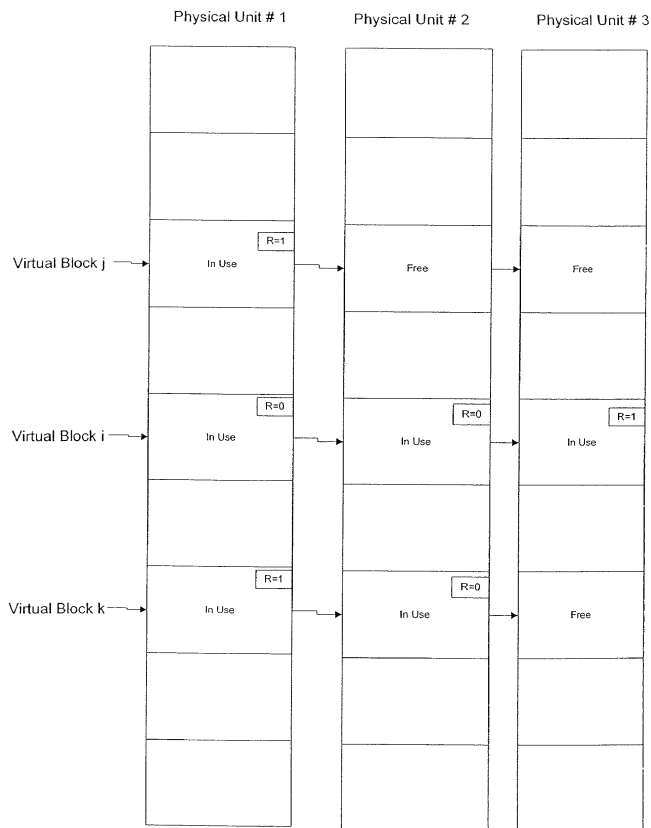 Physical Unit # 1
Physical Unit # 2
Physical Unit # 3
R=1
Virtual Block j
In Use
Free
Free
R=0
R=0
R=1
Virtual Block i
In Use
In Use
In Use
R=1
R=0
Virtual Block k
In Use
In Use
Free